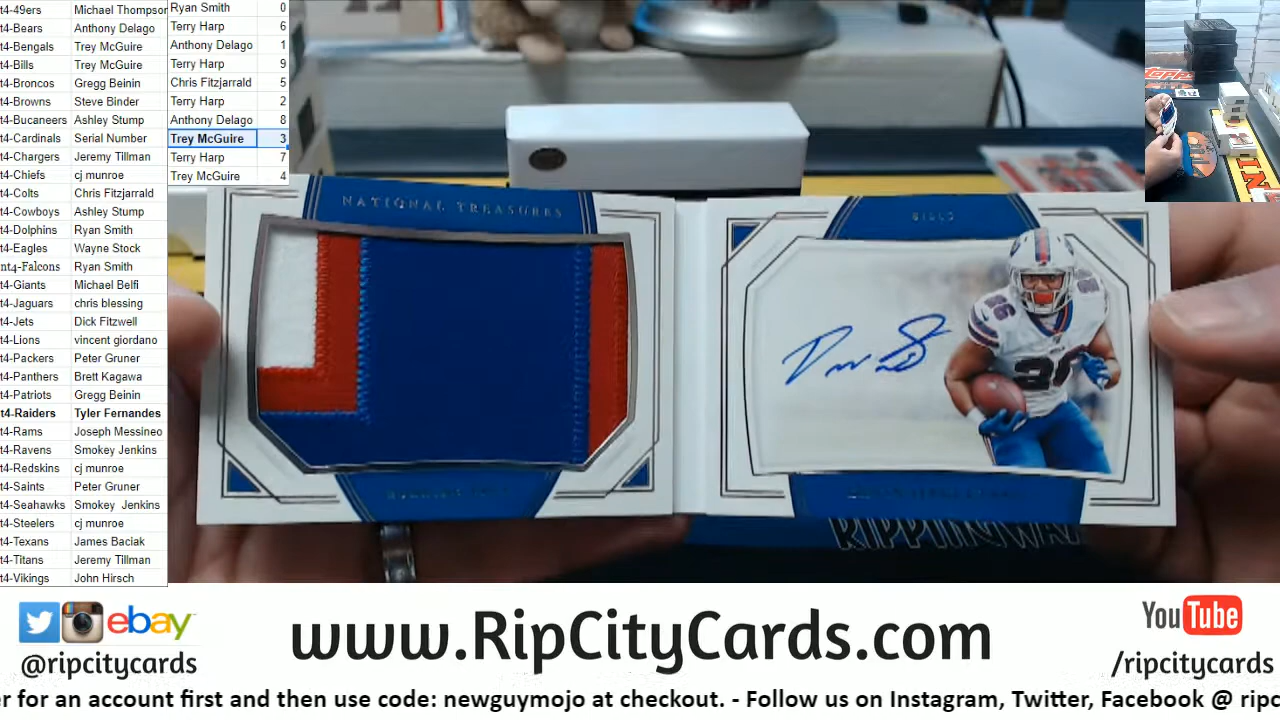 t4-49ers Michael Thompson
t4-Bears Anthony Delago
t4-Bengals Trey McGuire
t4-Bills Trey McGuire
t4-Broncos Gregg Beinin
t4-Browns Steve Binder
t4-Bucaneers Ashley Stump
t4-Cardinals Serial Number
t4-Chargers Jeremy Tillman
t4-Chiefs cj munroe
t4-Colts Chris Fitzjarrald
t4-Cowboys Ashley Stump
t4-Dolphins Ryan Smith
t4-Eagles Wayne Stock
nt4-Falcons Ryan Smith
t4-Giants Michael Belfi
t4-Jaguars chris blessing
t4-Jets Dick Fitzwell
t4-Lions vincent giordano
t4-Packers Peter Gruner
t4-Panthers Brett Kagawa
t4-Patriots Gregg Beinin
t4-Raiders Tyler Fernandes
t4-Rams Joseph Messineo
t4-Ravens Smokey Jenkins
t4-Redskins cj munroe
t4-Saints Peter Gruner
t4-Seahawks Smokey Jenkins
t4-Steelers cj munroe
t4-Texans James Baciak
t4-Titans Jeremy Tillman
t4-Vikings John Hirsch
Ryan Smith 0
Terry Harp 6
Anthony Delago 1
Terry Harp 9
Chris Fitzjarrald 5
Terry Harp 2
Anthony Delago 8
Trey McGuire 3
Terry Harp 7
Trey McGuire 4
NATIONAL TREASURES
BILLS
26
Topps
ebay
@ripcitycards
www.RipCityCards.com
YouTube
/ripcitycards
er for an account first and then use code: newguymojo at checkout. - Follow us on Instagram, Twitter, Facebook @ ripc